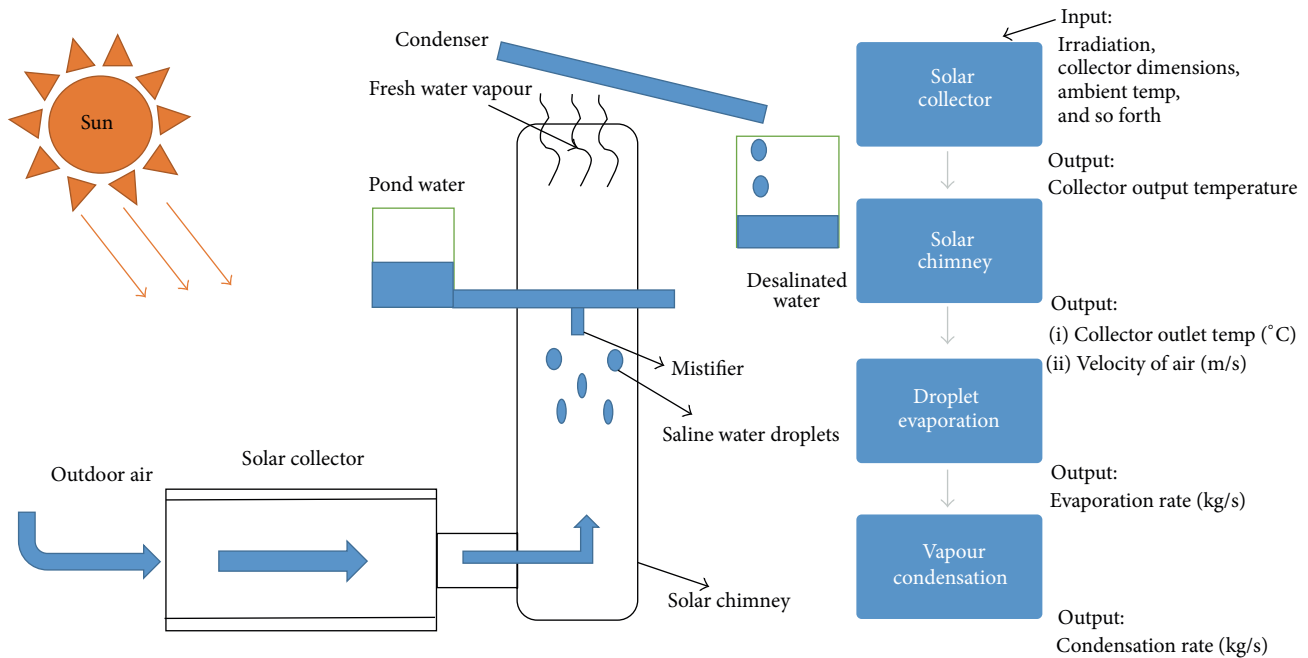 Sun
Condenser
Fresh water vapour
Pond water
Desalinated
water
Mistifier
Saline water droplets
Solar collector
Outdoor air
Solar chimney
Input:
Irradiation,
collector dimensions,
ambient temp,
and so forth
Solar
collector
Output:
Collector output temperature
Solar
chimney
Output:
(i) Collector outlet temp (°C)
(ii) Velocity of air (m/s)
Droplet
evaporation
Output:
Evaporation rate (kg/s)
Vapour
condensation
Output:
Condensation rate (kg/s)